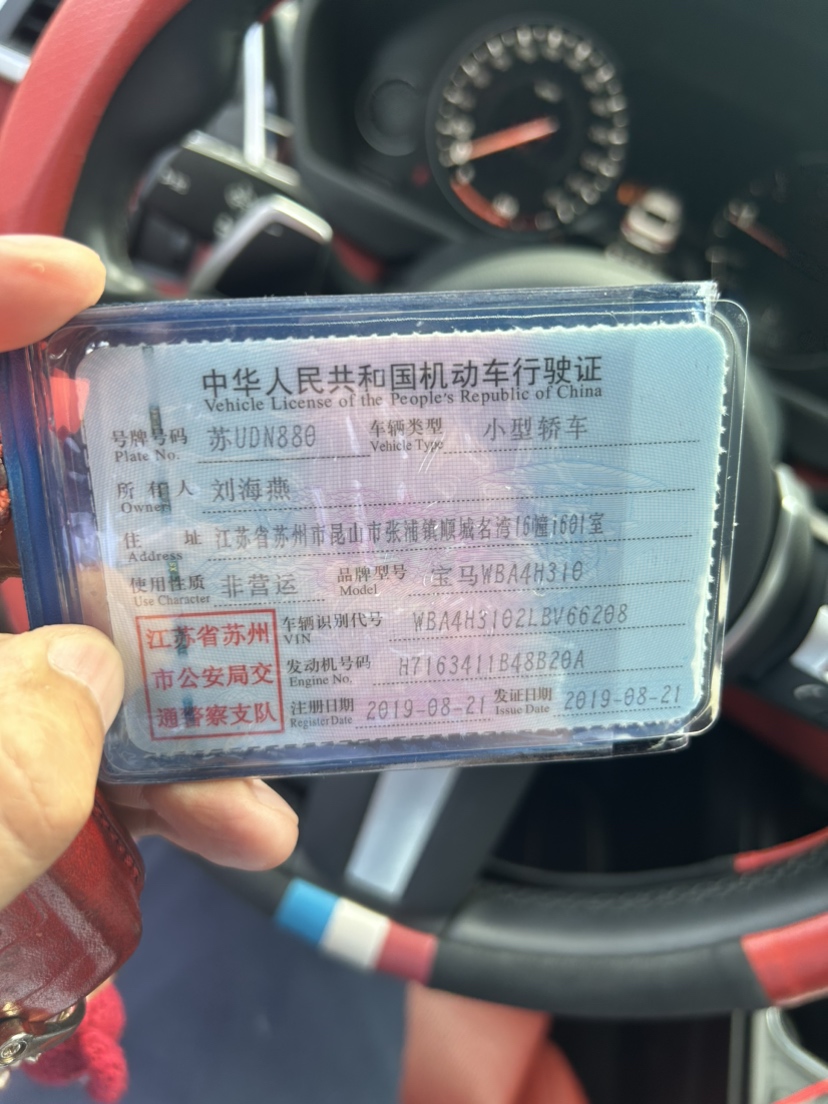 中华人民共和国机动车行驶证
Vehicle License of the People's Republic of China
号牌号码 苏UDN880 车辆类型 小型轿车
Plate No. Vehicle Type
所有人 刘海燕
Owner
住址 江苏省苏州市昆山市张浦镇顺城名湾16幢1601室
Address
使用性质 非营运 品牌型号 宝马WBA4H310
Use Character Model
江苏省苏州 车辆识别代号 WBA4H3102LBV66208
VIN
市公安局交 发动机号码 H7163411B48B20A
Engine No.
通警察支队 注册日期 2019-08-21 发证日期 2019-08-21
Register Date Issue Date